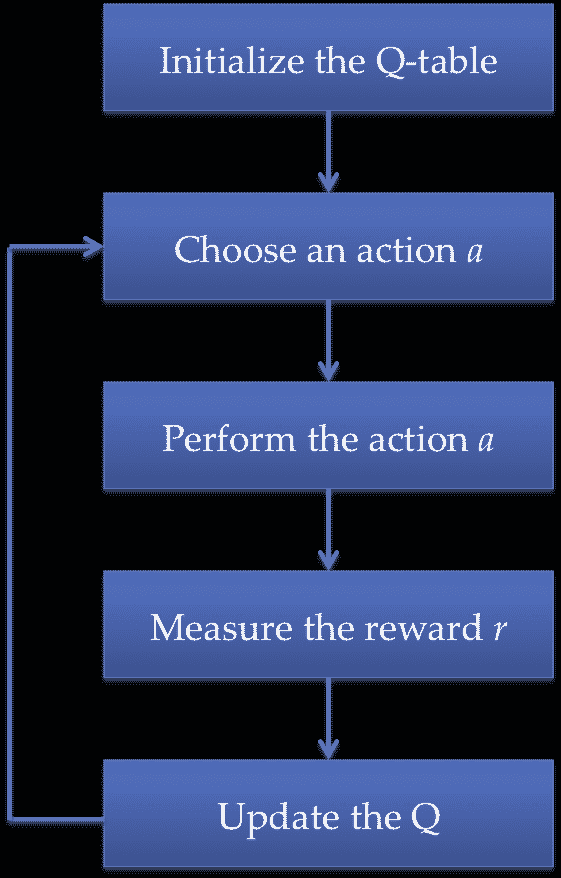 Initialize the Q-table
Choose an action a
Perform the action a
Measure the reward r
Update the Q